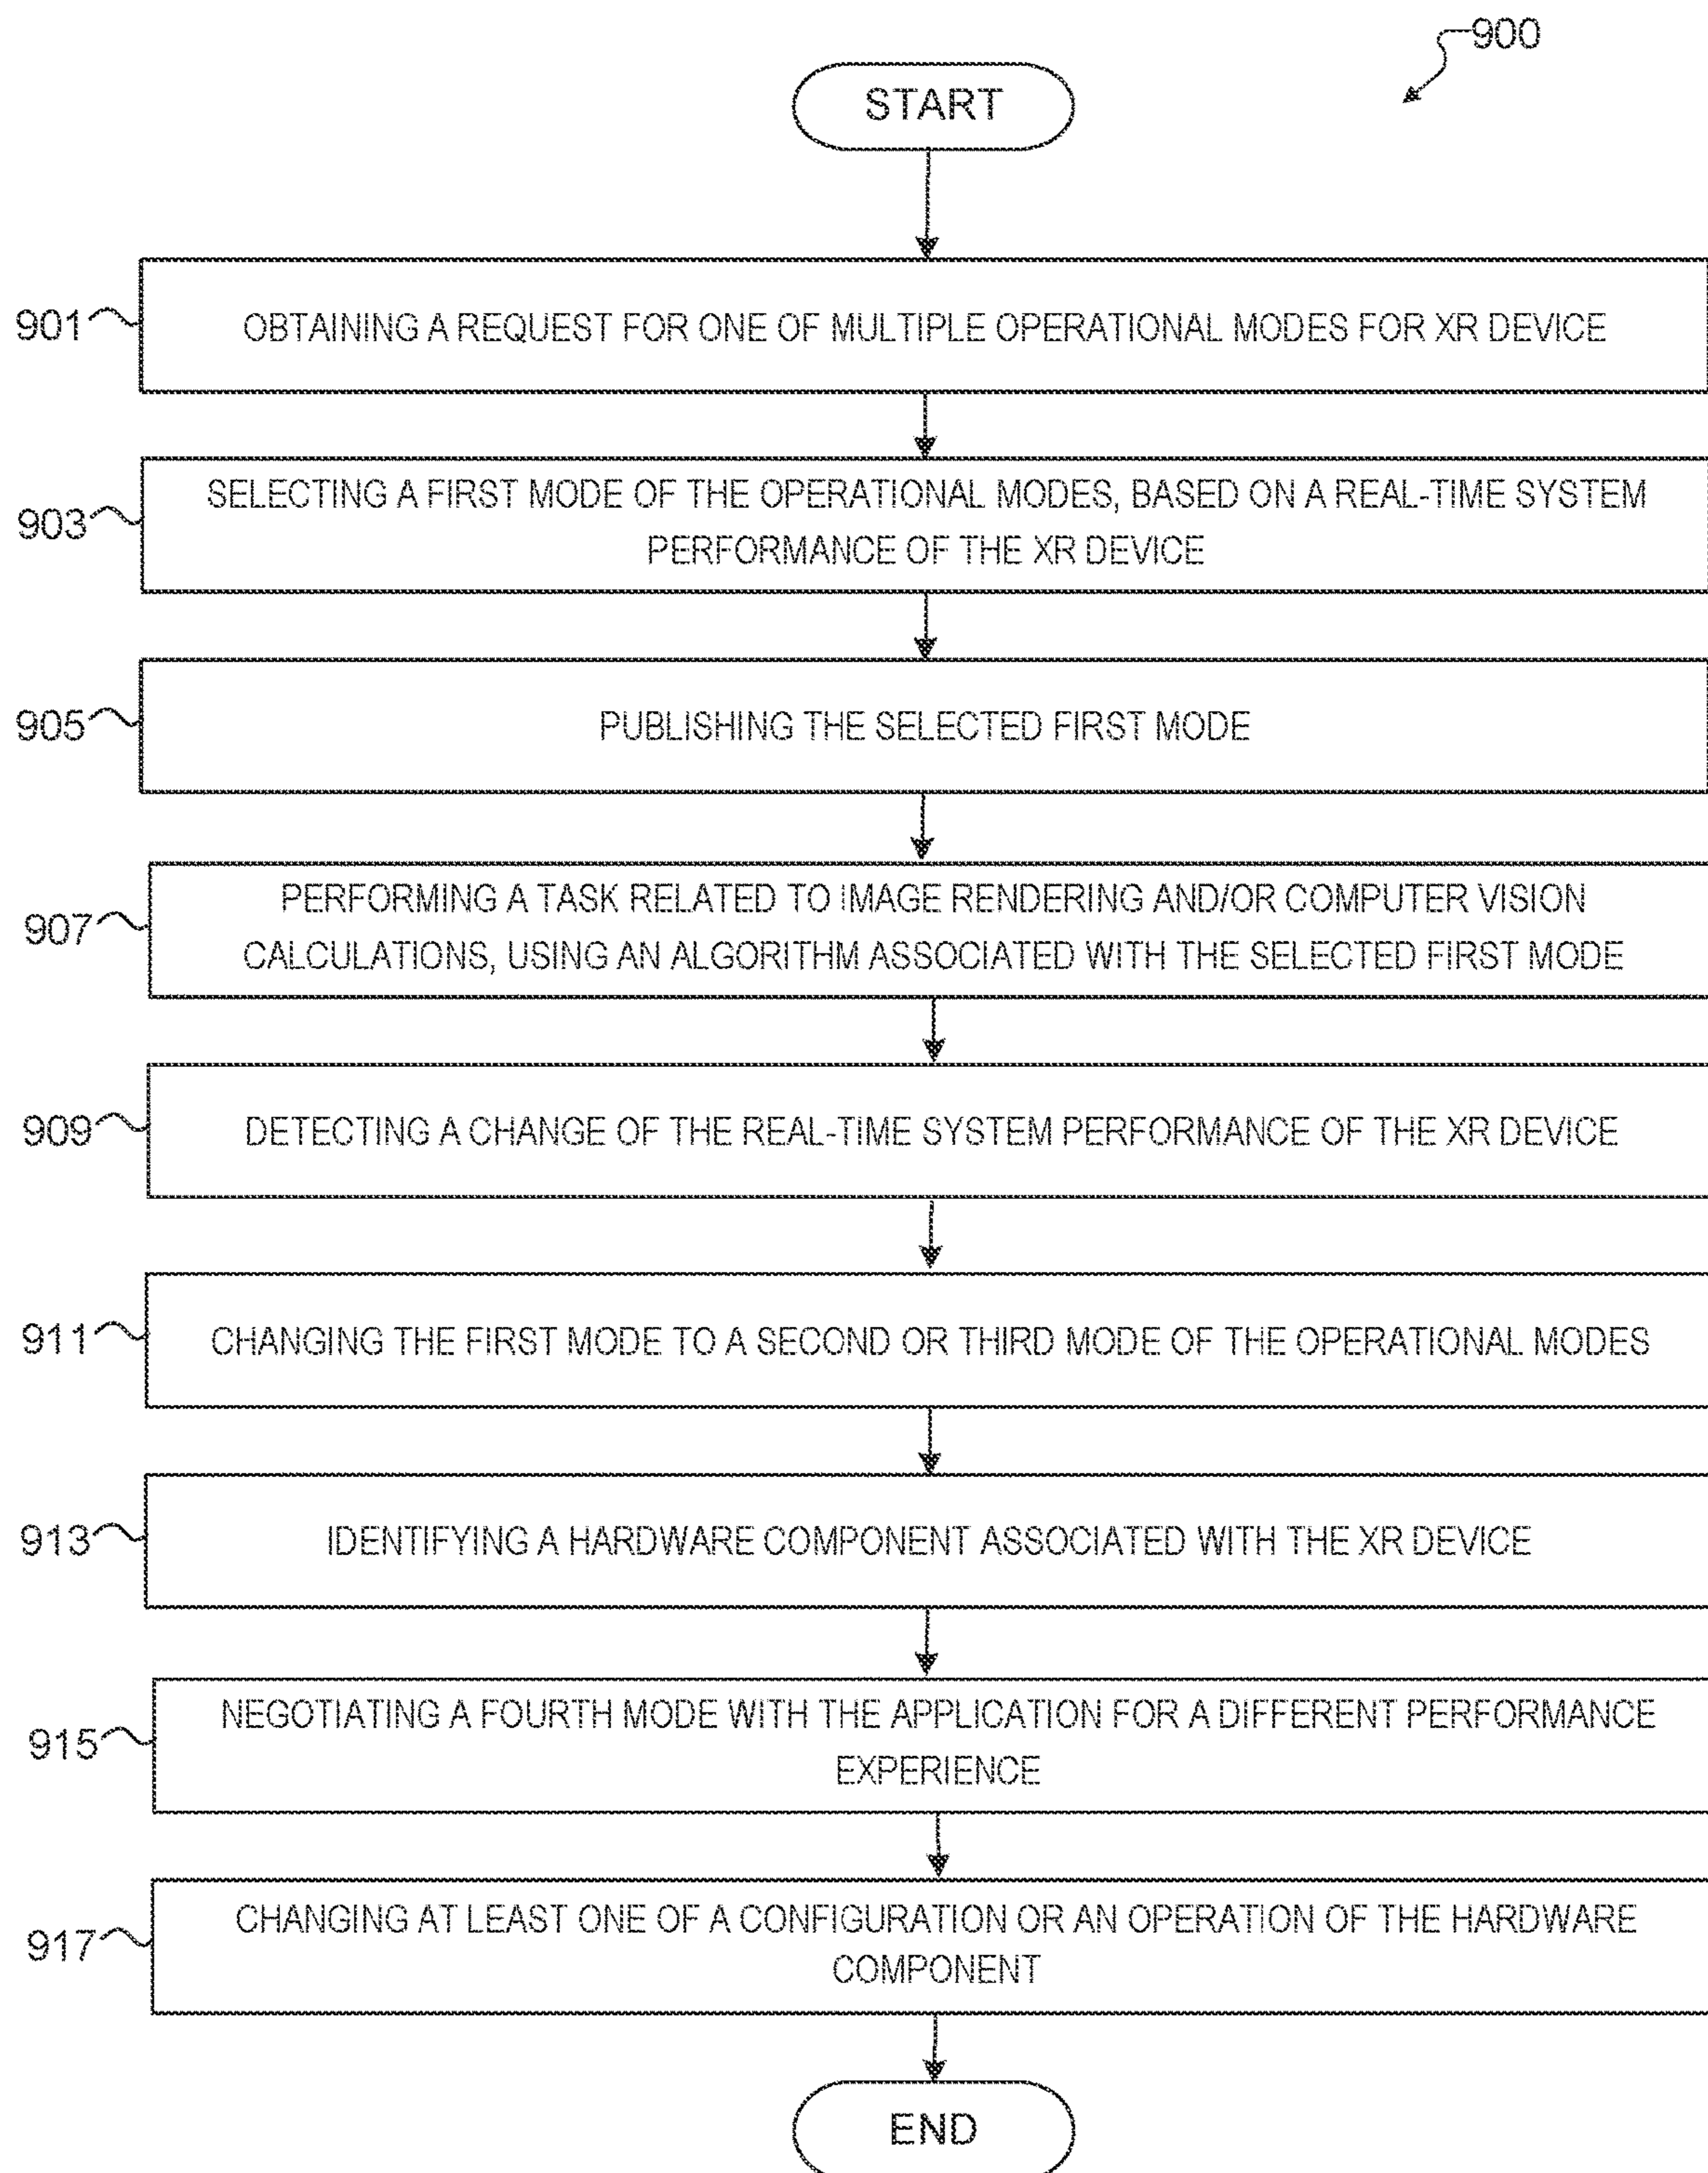 900
START
901
OBTAINING A REQUEST FOR ONE OF MULTIPLE OPERATIONAL MODES FOR XR DEVICE
903
SELECTING A FIRST MODE OF THE OPERATIONAL MODES, BASED ON A REAL-TIME SYSTEM
PERFORMANCE OF THE XR DEVICE
905
PUBLISHING THE SELECTED FIRST MODE
907
PERFORMING A TASK RELATED TO IMAGE RENDERING AND/OR COMPUTER VISION
CALCULATIONS, USING AN ALGORITHM ASSOCIATED WITH THE SELECTED FIRST MODE
909
DETECTING A CHANGE OF THE REAL-TIME SYSTEM PERFORMANCE OF THE XR DEVICE
911
CHANGING THE FIRST MODE TO A SECOND OR THIRD MODE OF THE OPERATIONAL MODES
913
IDENTIFYING A HARDWARE COMPONENT ASSOCIATED WITH THE XR DEVICE
915
NEGOTIATING A FOURTH MODE WITH THE APPLICATION FOR A DIFFERENT PERFORMANCE
EXPERIENCE
917
CHANGING AT LEAST ONE OF A CONFIGURATION OR AN OPERATION OF THE HARDWARE
COMPONENT
END